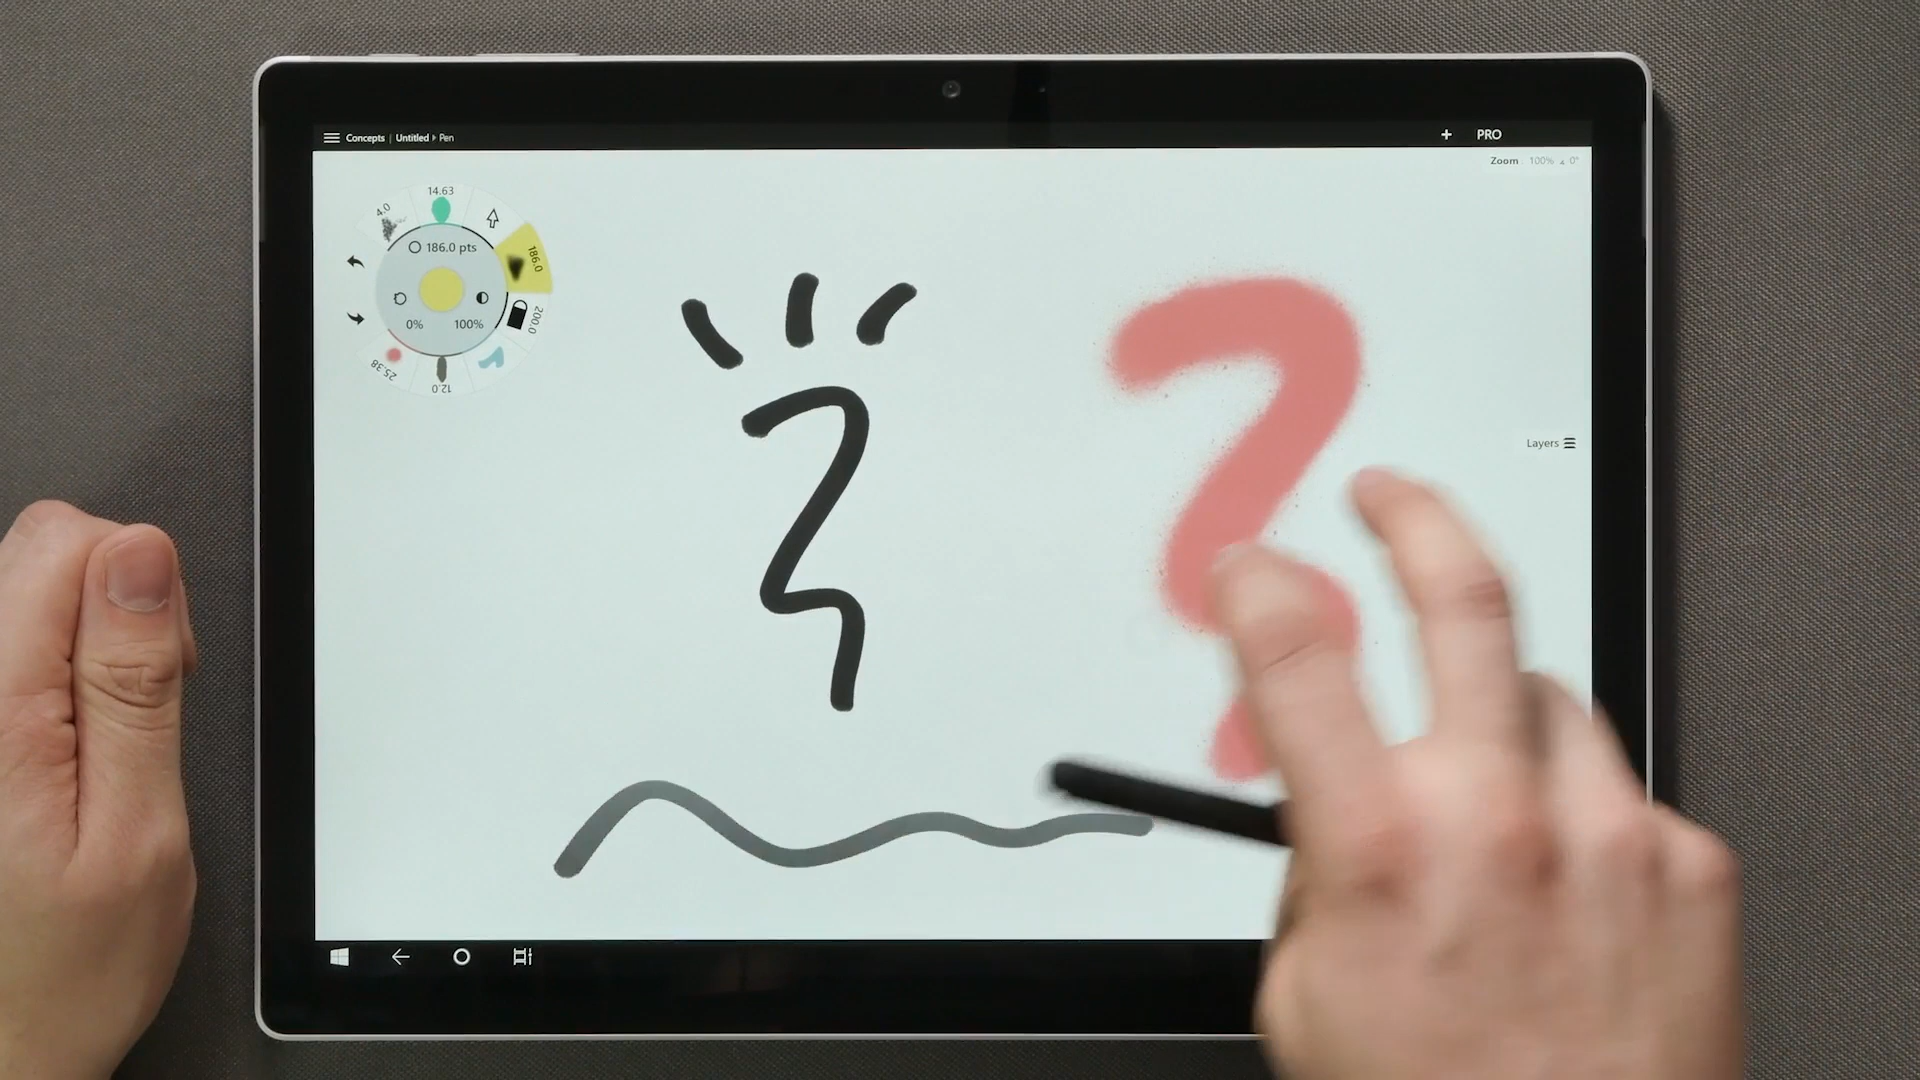 Concepts | Untitled ▸ Pen
+ PRO
Zoom 100% 0°
14.63
4.0
186.0
186.0 pts
0% 100%
200.0
25.38
12.0
Layers